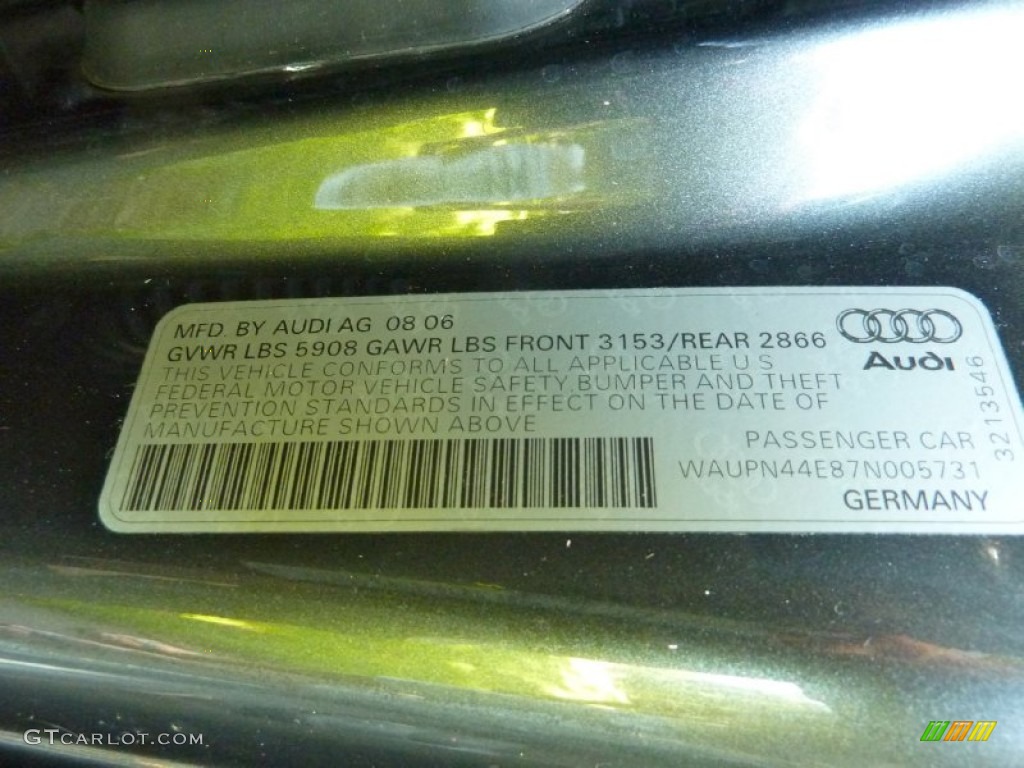 MFD. BY AUDI AG 08 06
GVWR LBS 5908 GAWR LBS FRONT 3153/REAR 2866
THIS VEHICLE CONFORMS TO ALL APPLICABLE U S
FEDERAL MOTOR VEHICLE SAFETY, BUMPER AND THEFT
PREVENTION STANDARDS IN EFFECT ON THE DATE OF
MANUFACTURE SHOWN ABOVE
Audi
3213546
PASSENGER CAR
WAUPN44E87N005731
GERMANY
GTCARLOT.COM